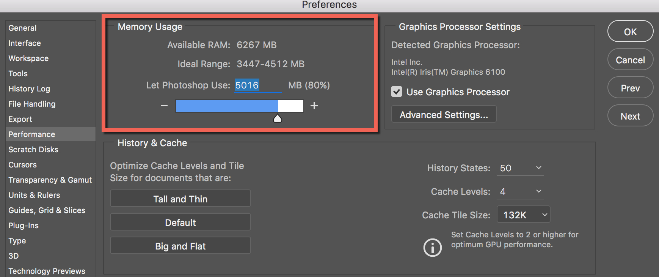 Preferences
General
Interface
Workspace
Tools
History Log
File Handling
Export
Performance
Scratch Disks
Cursors
Transparency & Gamut
Units & Rulers
Guides, Grid & Slices
Plug-Ins
Type
3D
Technology Previews
Memory Usage
Available RAM: 6267 MB
Ideal Range: 3447-4512 MB
Let Photoshop Use: 5016 MB (80%)
− +
Graphics Processor Settings
Detected Graphics Processor:
Intel Inc.
Intel(R) Iris(TM) Graphics 6100
Use Graphics Processor
Advanced Settings...
OK
Cancel
Prev
Next
History & Cache
Optimize Cache Levels and Tile
Size for documents that are:
Tall and Thin
Default
Big and Flat
History States: 50
Cache Levels: 4
Cache Tile Size: 132K
Set Cache Levels to 2 or higher for
optimum GPU performance.